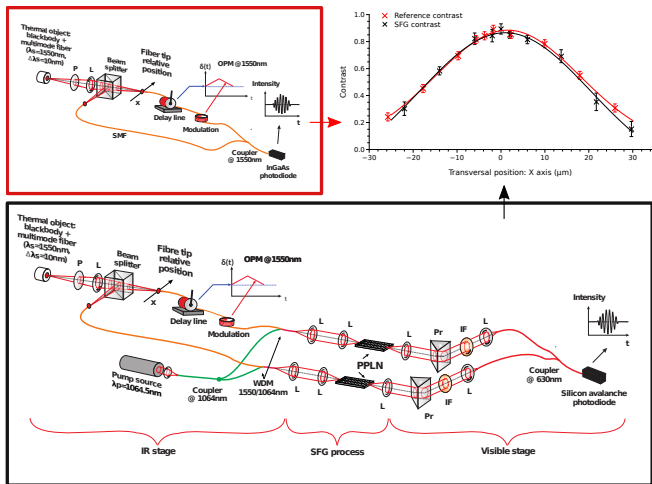 Thermal object:
blackbody +
multimode fiber
(λs=1550nm,
Δλs=10nm)
P
L
Beam
splitter
Fiber tip
relative
position
x
δ(t)
OPM @1550nm
t
Delay line
Modulation
Intensity
t
SMF
Coupler
@ 1550nm
InGaAs
photodiode
Reference contrast
SFG contrast
Contrast
1.0
0.8
0.6
0.4
0.2
0.0
−30
−20
−10
0
10
20
30
Transversal position: X axis (μm)
Thermal object:
blackbody +
multimode fiber
(λs=1550nm,
Δλs=10nm)
P
L
Beam
splitter
Fibre tip
relative
position
x
δ(t)
OPM @1550nm
t
Delay line
Modulation
Pump source
λp=1064.5nm
Coupler
@ 1064nm
WDM
1550/1064nm
L
L
L
L
PPLN
L
L
Pr
IF
L
Pr
IF
L
Coupler
@ 630nm
Intensity
t
Silicon avalanche
photodiode
IR stage
SFG process
Visible stage